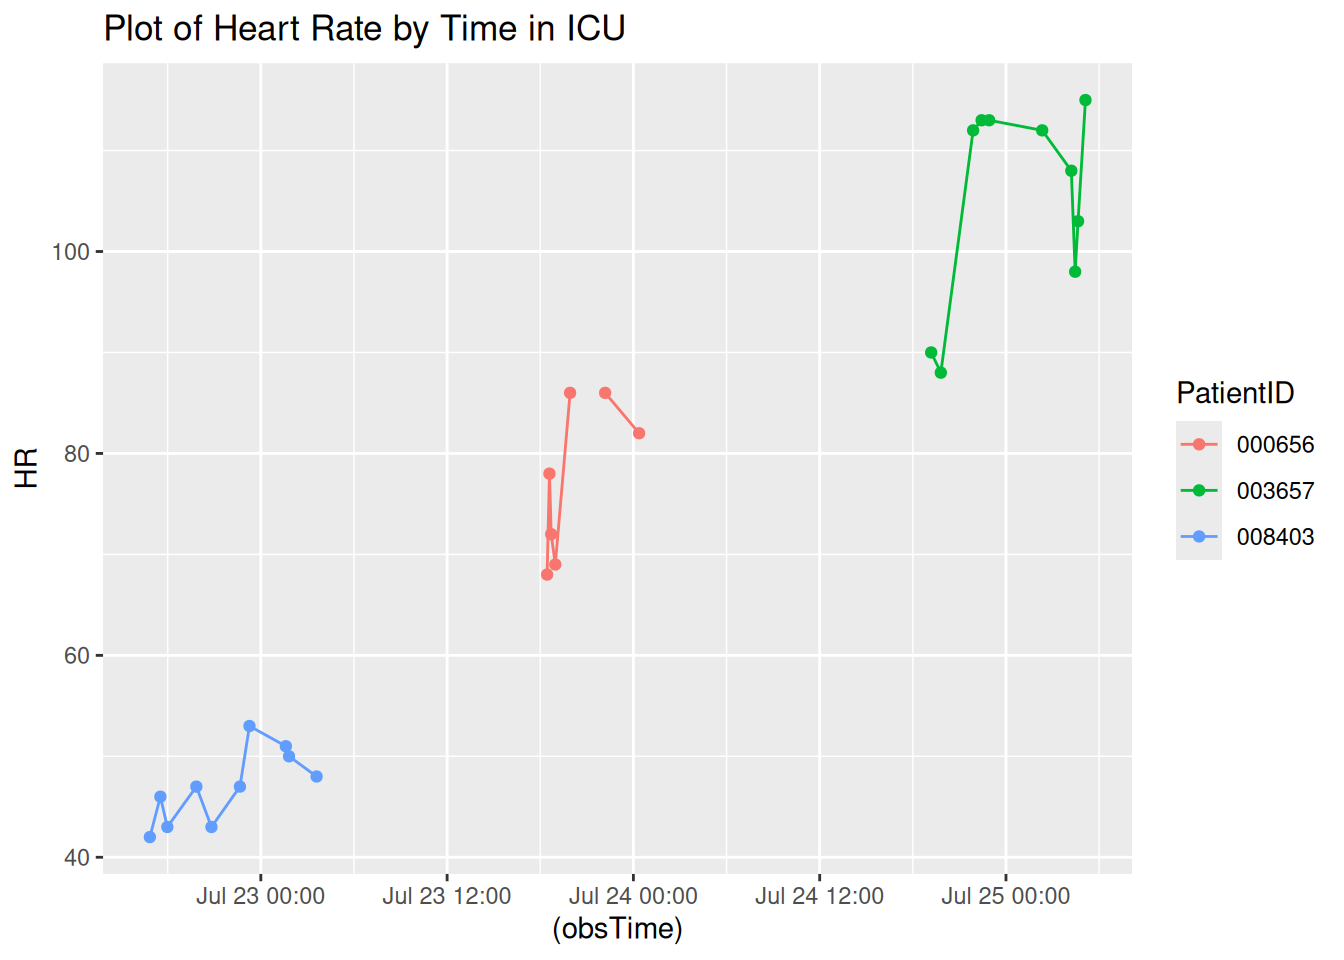 Plot of Heart Rate by Time in ICU
HR
100
80
60
40
Jul 23 00:00
Jul 23 12:00
Jul 24 00:00
Jul 24 12:00
Jul 25 00:00
(obsTime)
PatientID
000656
003657
008403